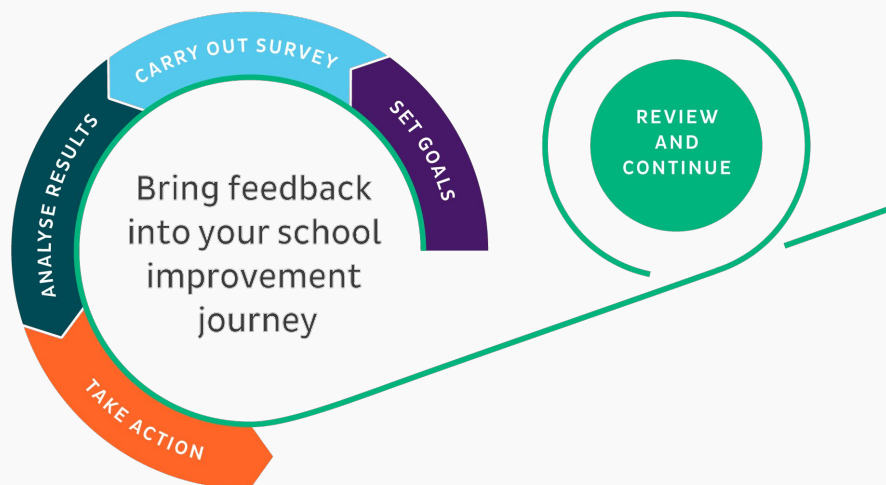 SET GOALS
CARRY OUT SURVEY
ANALYSE RESULTS
TAKE ACTION
Bring feedback
into your school
improvement
journey
REVIEW
AND
CONTINUE